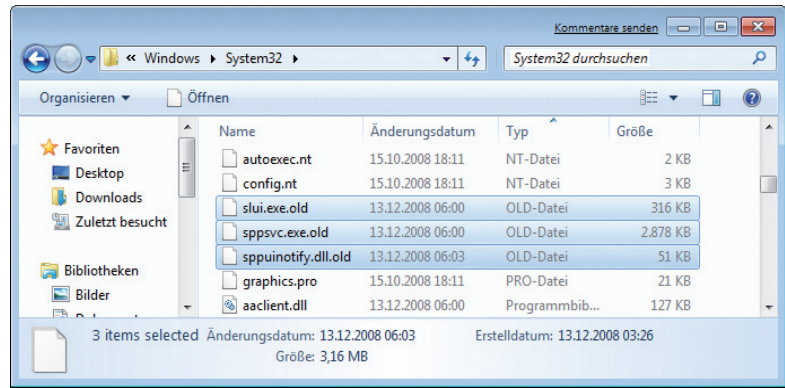 Kommentare senden
« Windows ▸ System32 ▸ System32 durchsuchen
Organisieren Öffnen
Name Änderungsdatum Typ Größe
Favoriten
Desktop
Downloads
Zuletzt besucht
Bibliotheken
Bilder
autoexec.nt 15.10.2008 18:11 NT-Datei 2 KB
config.nt 15.10.2008 18:11 NT-Datei 3 KB
slui.exe.old 13.12.2008 06:00 OLD-Datei 316 KB
sppsvc.exe.old 13.12.2008 06:00 OLD-Datei 2.878 KB
sppuinotify.dll.old 13.12.2008 06:03 OLD-Datei 51 KB
graphics.pro 15.10.2008 18:11 PRO-Datei 21 KB
aaclient.dll 13.12.2008 06:00 Programmbib... 127 KB
3 items selected Änderungsdatum: 13.12.2008 06:03 Erstelldatum: 13.12.2008 03:26
Größe: 3,16 MB